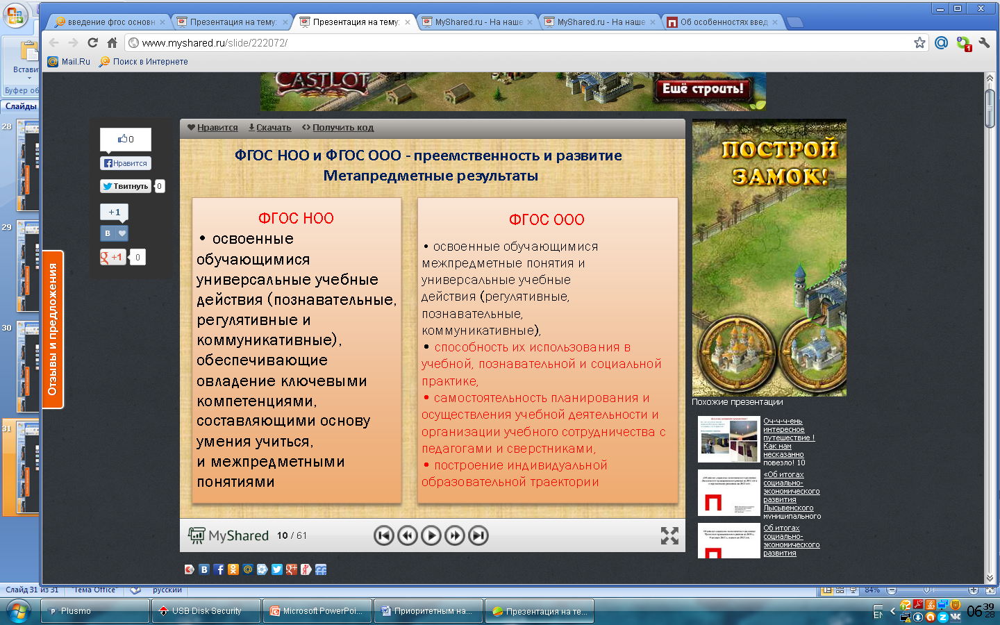 введение фгос основн
Презентация на тему:
Презентация на тему:
MyShared.ru - На наше
MyShared.ru - На наше
Об особенностях введ
www.myshared.ru/slide/222072/
1
Mail.Ru
Поиск в Интернете
Встави
Буфер об
Слайды
28
29
30
31
CASTLOT
Ещё строить!
Нравится
Скачать
Получить код
0
Нравится
Твитнуть
0
+1
В
g +1
0
Отзывы и предложения
ФГОС НОО и ФГОС ООО - преемственность и развитие
Метапредметные результаты
ФГОС НОО
• освоенные
обучающимися
универсальные учебные
действия (познавательные,
регулятивные и
коммуникативные),
обеспечивающие
овладение ключевыми
компетенциями,
составляющими основу
умения учиться,
и межпредметными
понятиями
ФГОС ООО
• освоенные обучающимися
межпредметные понятия и
универсальные учебные
действия (регулятивные,
познавательные,
коммуникативные),
• способность их использования в
учебной, познавательной и социальной
практике,
• самостоятельность планирования и
осуществления учебной деятельности и
организации учебного сотрудничества с
педагогами и сверстниками,
• построение индивидуальной
образовательной траектории
MyShared
10 / 61
ПОСТРОЙ
ЗАМОК!
Похожие презентации
Оч-ч-ч-ень
интересное
путешествие !
Как нам
несказанно
повезло! 10
«Об итогах
социально-
экономического
развития
Лысьвенского
муниципального
Об итогах
социально-
экономического
развития
Слайд 31 из 31
"Тема Office"
русский
84%
Plusmo
USB Disk Security
Microsoft PowerPoi...
Приоритетным на...
Презентация на те...
EN
06 39
28